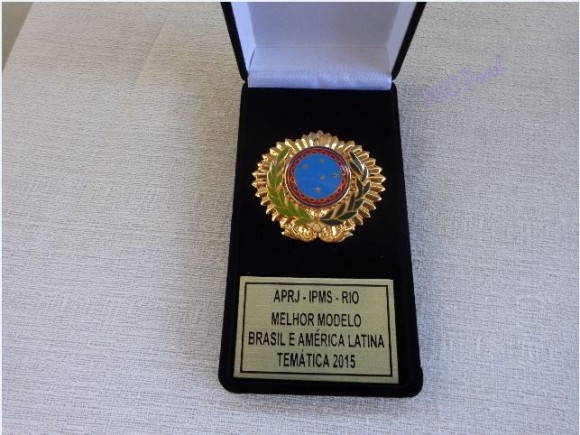 APRJ - IPMS - RIO
MELHOR MODELO
BRASIL E AMÉRICA LATINA
TEMÁTICA 2015